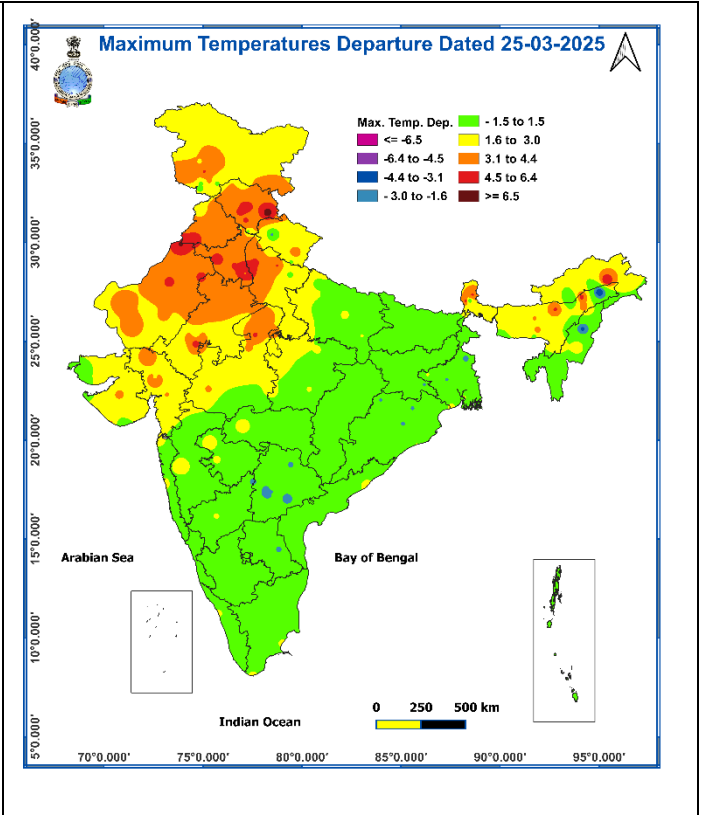 Maximum Temperatures Departure Dated 25-03-2025
Max. Temp. Dep.
<= -6.5
-6.4 to -4.5
-4.4 to -3.1
- 3.0 to -1.6
- 1.5 to 1.5
1.6 to 3.0
3.1 to 4.4
4.5 to 6.4
>= 6.5
40°0.000'
35°0.000'
30°0.000'
25°0.000'
20°0.000'
15°0.000'
10°0.000'
5°0.000'
Arabian Sea
Bay of Bengal
Indian Ocean
0 250 500 km
70°0.000' 75°0.000' 80°0.000' 85°0.000' 90°0.000' 95°0.000'